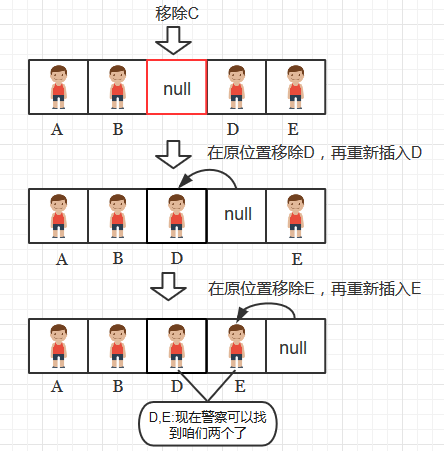 移除C
null
A B D E
在原位置移除D，再重新插入D
null
A B D E
在原位置移除E，再重新插入E
null
A B D E
D,E:现在警察可以找
到咱们两个了